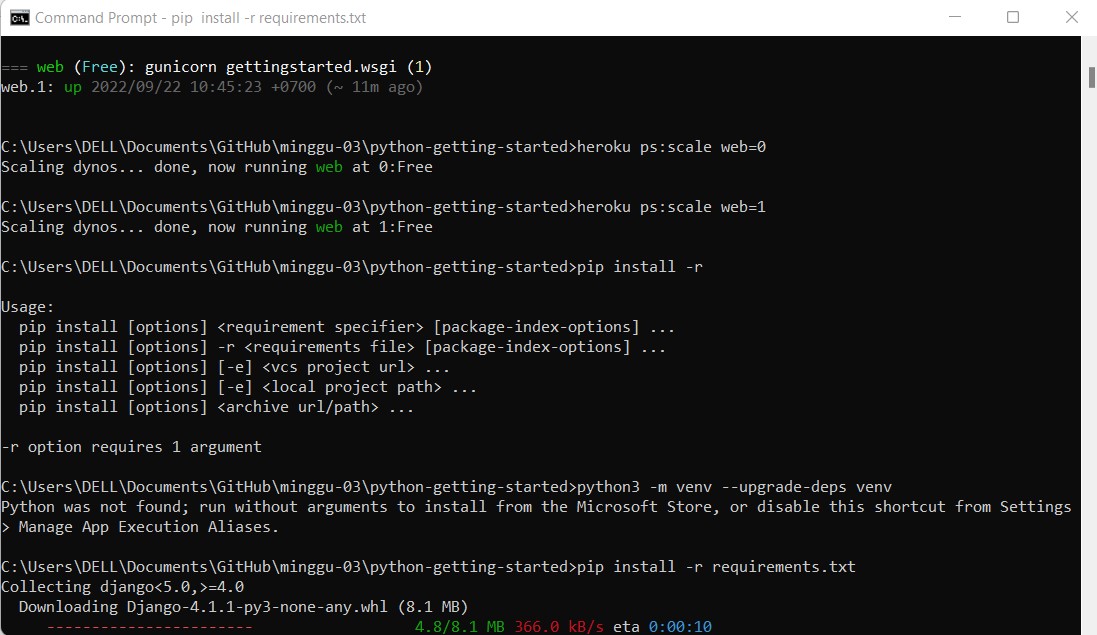 Command Prompt - pip  install -r requirements.txt
=== web (Free): gunicorn gettingstarted.wsgi (1)
web.1: up 2022/09/22 10:45:23 +0700 (~ 11m ago)
C:\Users\DELL\Documents\GitHub\minggu-03\python-getting-started>heroku ps:scale web=0
Scaling dynos... done, now running web at 0:Free
C:\Users\DELL\Documents\GitHub\minggu-03\python-getting-started>heroku ps:scale web=1
Scaling dynos... done, now running web at 1:Free
C:\Users\DELL\Documents\GitHub\minggu-03\python-getting-started>pip install -r
Usage:
  pip install [options] <requirement specifier> [package-index-options] ...
  pip install [options] -r <requirements file> [package-index-options] ...
  pip install [options] [-e] <vcs project url> ...
  pip install [options] [-e] <local project path> ...
  pip install [options] <archive url/path> ...
-r option requires 1 argument
C:\Users\DELL\Documents\GitHub\minggu-03\python-getting-started>python3 -m venv --upgrade-deps venv
Python was not found; run without arguments to install from the Microsoft Store, or disable this shortcut from Settings
> Manage App Execution Aliases.
C:\Users\DELL\Documents\GitHub\minggu-03\python-getting-started>pip install -r requirements.txt
Collecting django<5.0,>=4.0
  Downloading Django-4.1.1-py3-none-any.whl (8.1 MB)
     -----------------------                  4.8/8.1 MB 366.0 kB/s eta 0:00:10